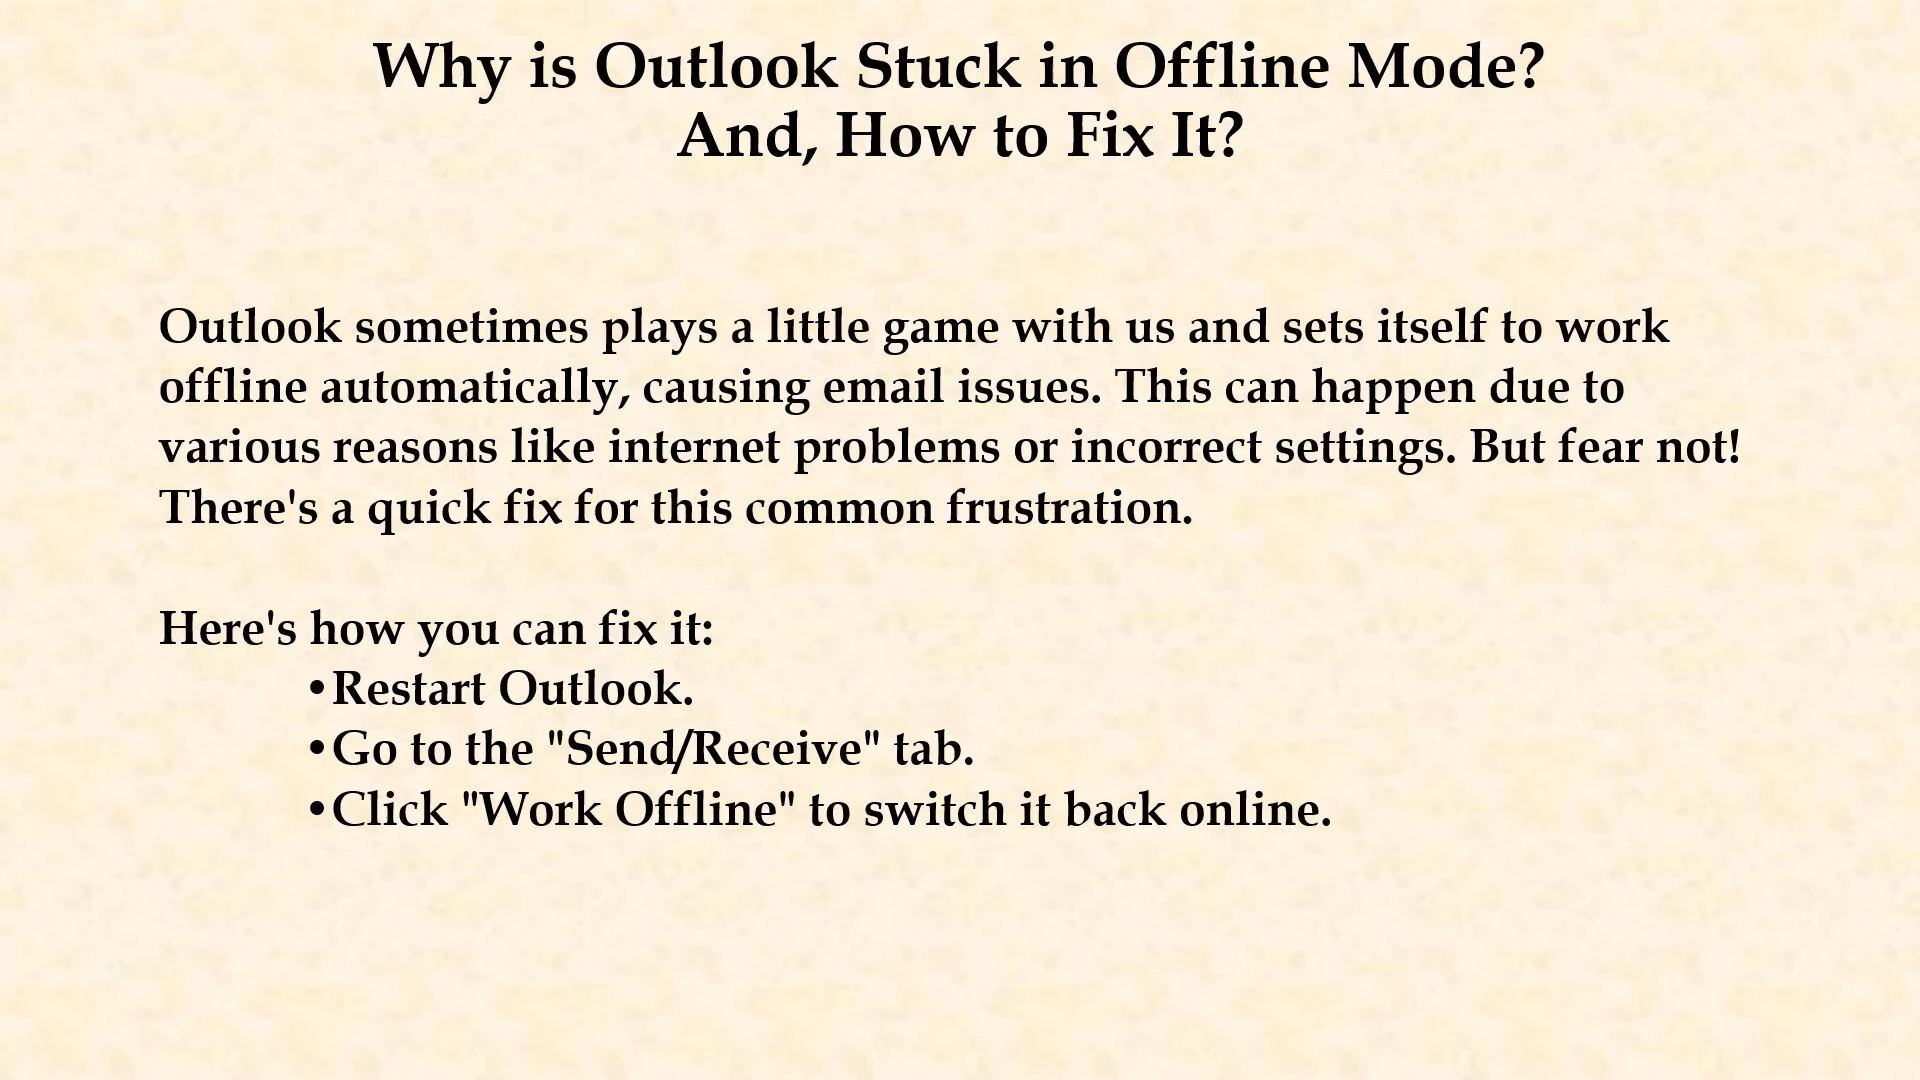 Why is Outlook Stuck in Offline Mode?
And, How to Fix It?
Outlook sometimes plays a little game with us and sets itself to work
offline automatically, causing email issues. This can happen due to
various reasons like internet problems or incorrect settings. But fear not!
There's a quick fix for this common frustration.
Here's how you can fix it:
•Restart Outlook.
•Go to the "Send/Receive" tab.
•Click "Work Offline" to switch it back online.